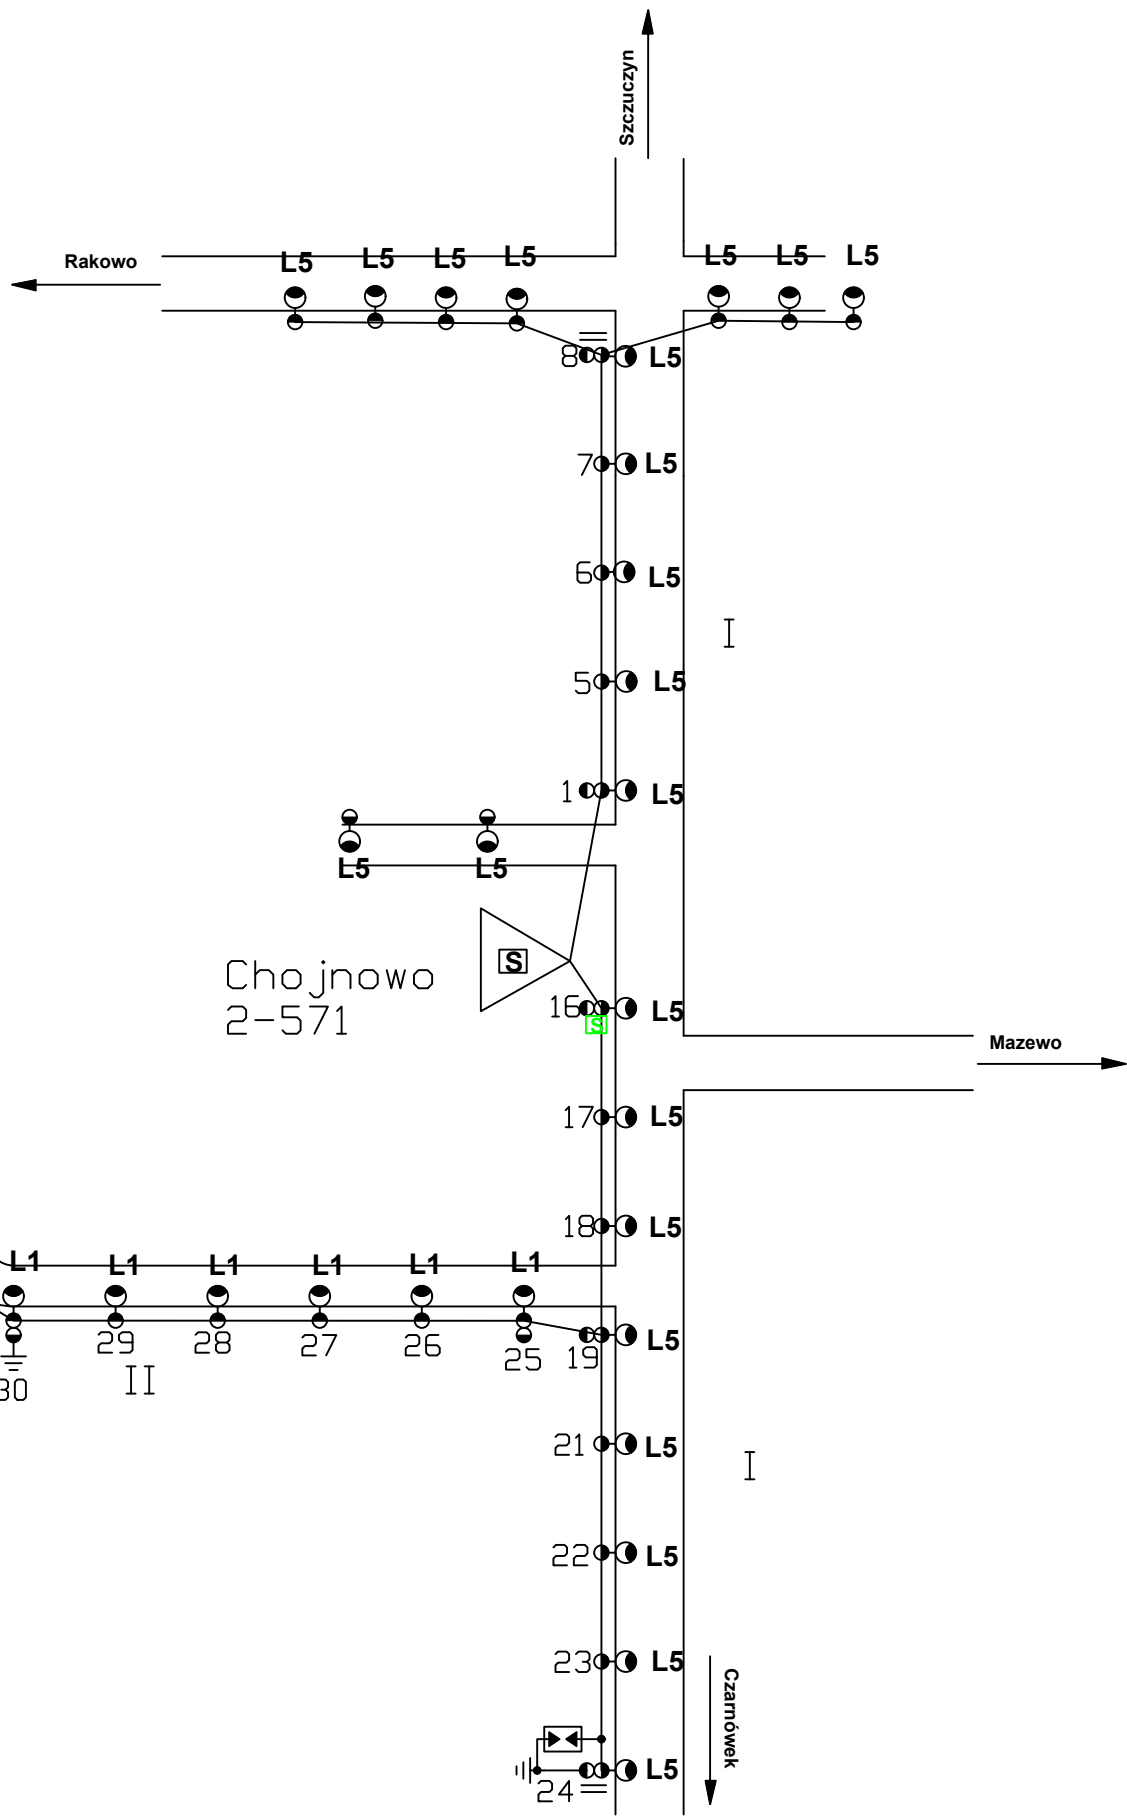 Szczuczyn
Rakowo
L5 L5 L5 L5 L5 L5 L5
8 L5
7 L5
6 L5
I
5 L5
1 L5
L5 L5
S
Chojnowo
2-571
16 L5
S
Mazewo
17 L5
18 L5
L1 L1 L1 L1 L1 L1
29 28 27 26 25 19 L5
30 II
21 L5
I
22 L5
23 L5
Czarnówek
24 L5